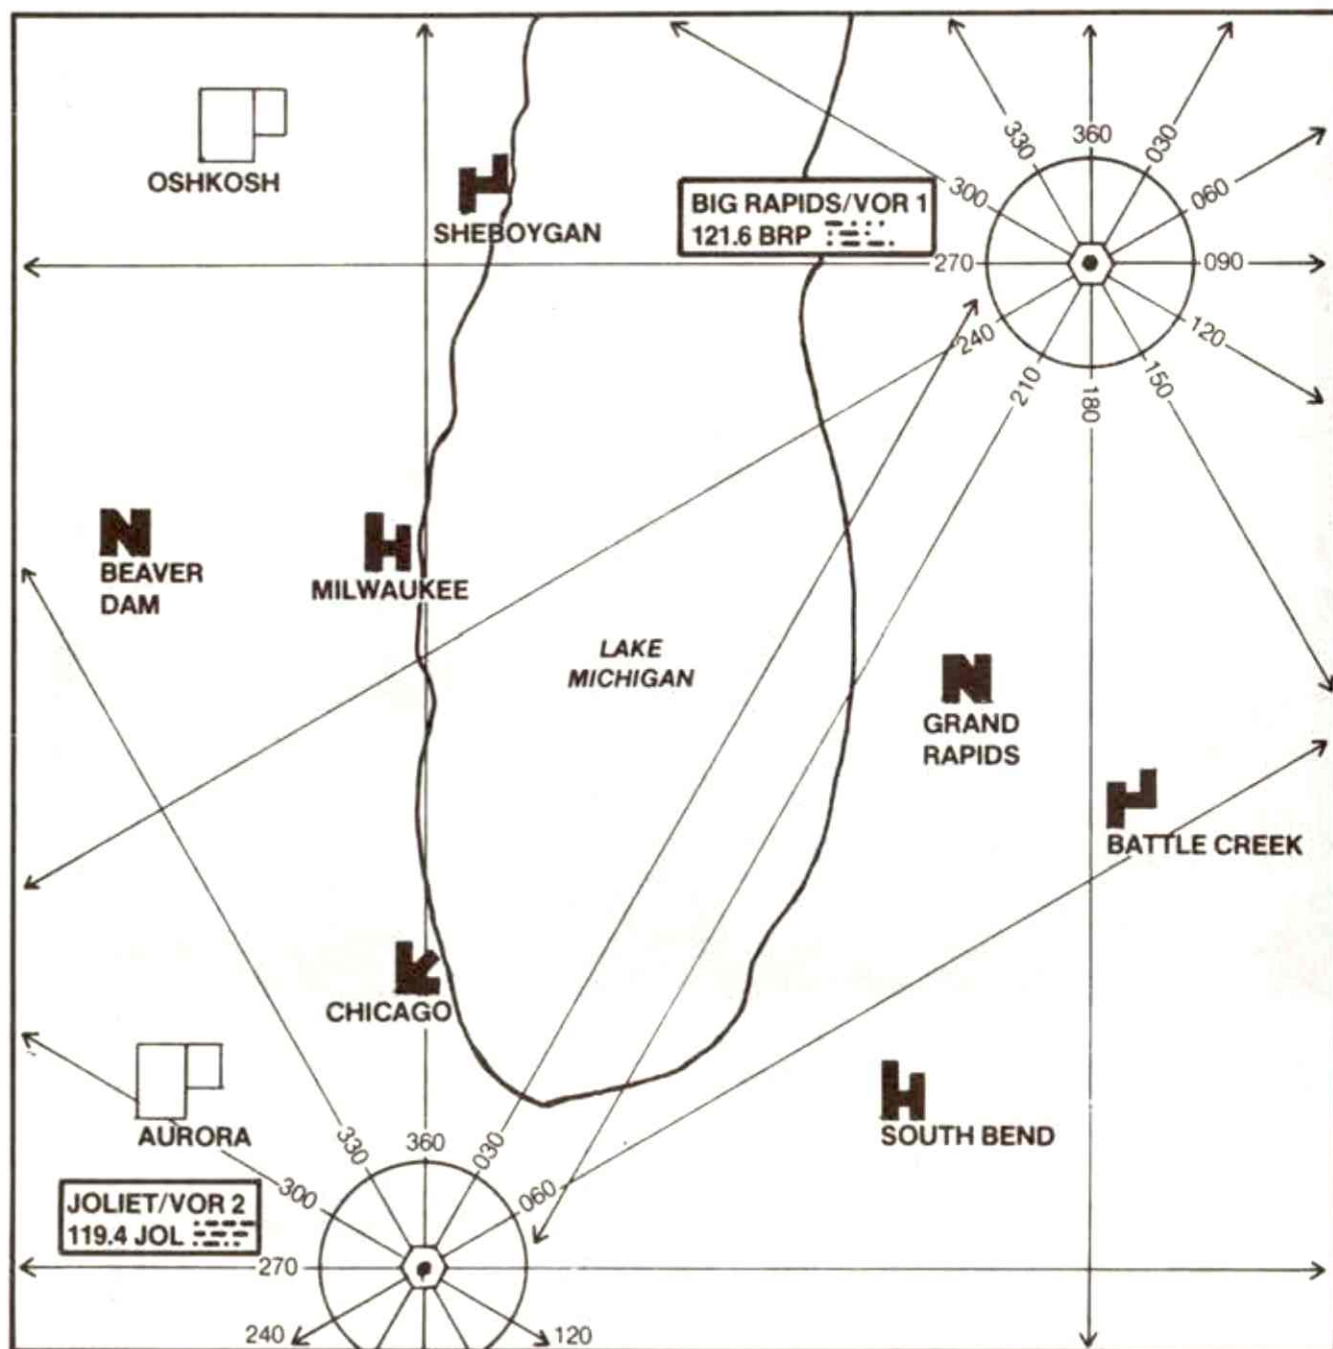 OSHKOSH
SHEBOYGAN
BIG RAPIDS/VOR 1
121.6 BRP
360
030
060
090
120
150
180
210
240
270
300
330
BEAVER
DAM
MILWAUKEE
LAKE
MICHIGAN
GRAND
RAPIDS
BATTLE CREEK
CHICAGO
AURORA
SOUTH BEND
JOLIET/VOR 2
119.4 JOL
360
030
060
120
240
270
300
330